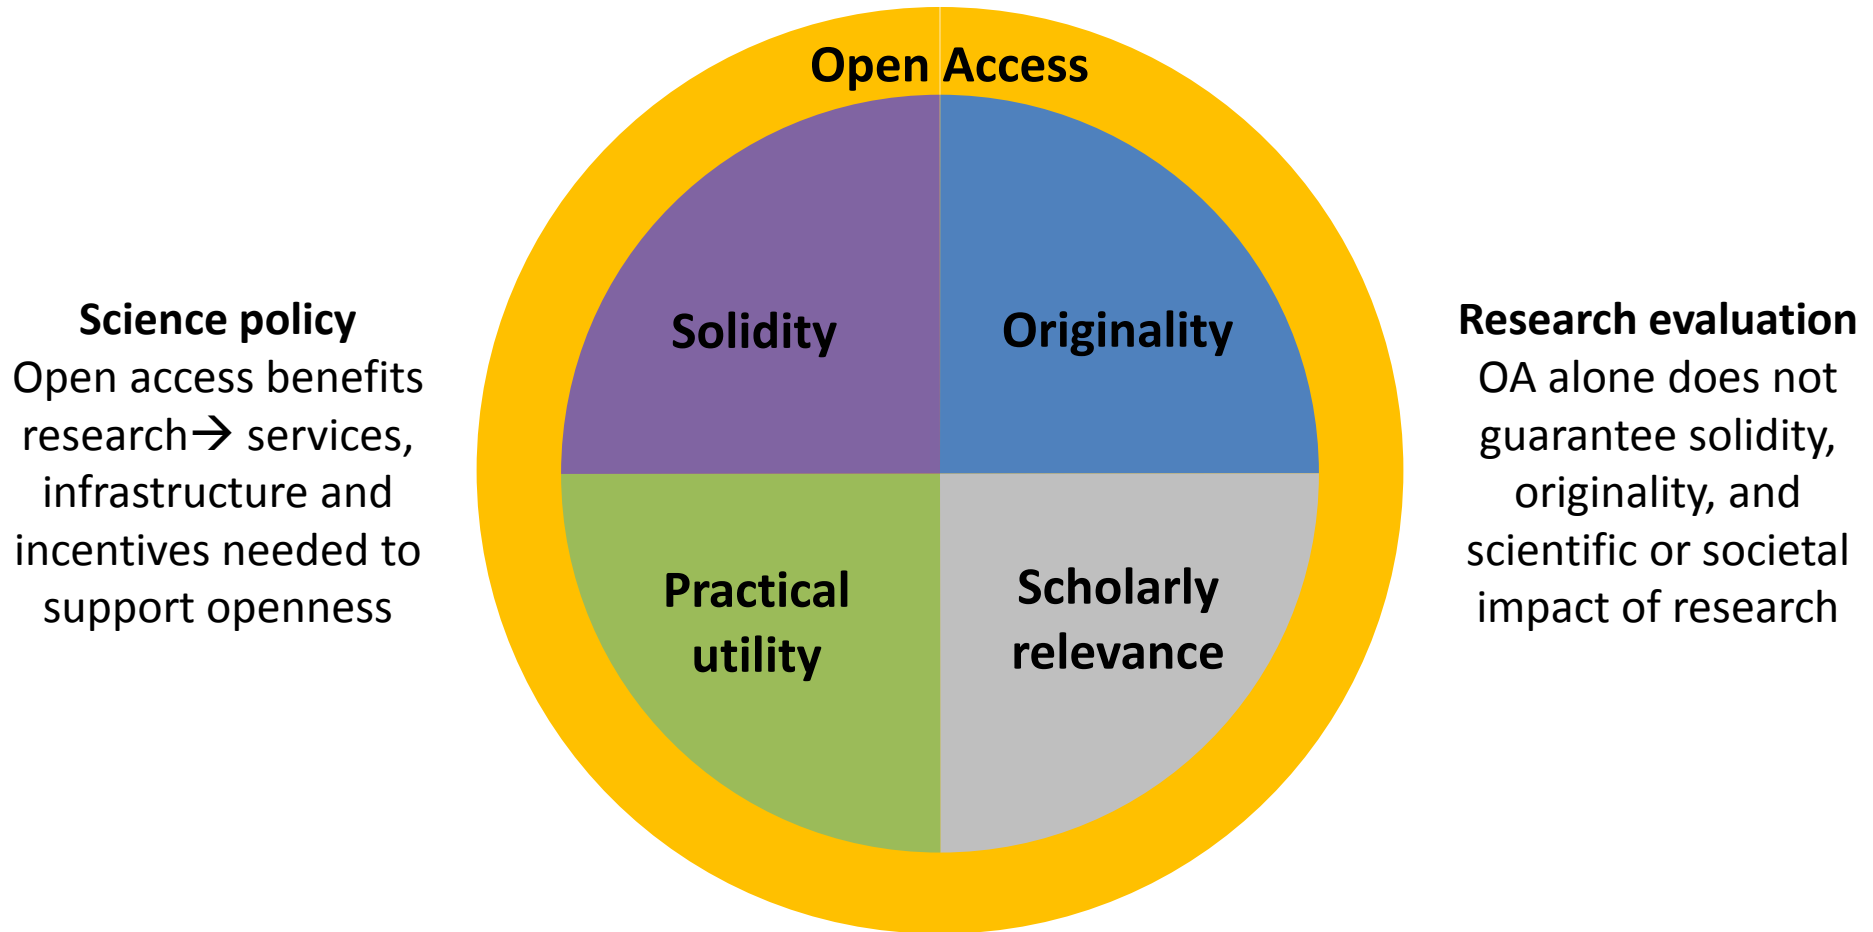 Open Access
Science policy
Open access benefits
research→ services,
infrastructure and
incentives needed to
support openness
Solidity
Originality
Practical
utility
Scholarly
relevance
Research evaluation
OA alone does not
guarantee solidity,
originality, and
scientific or societal
impact of research